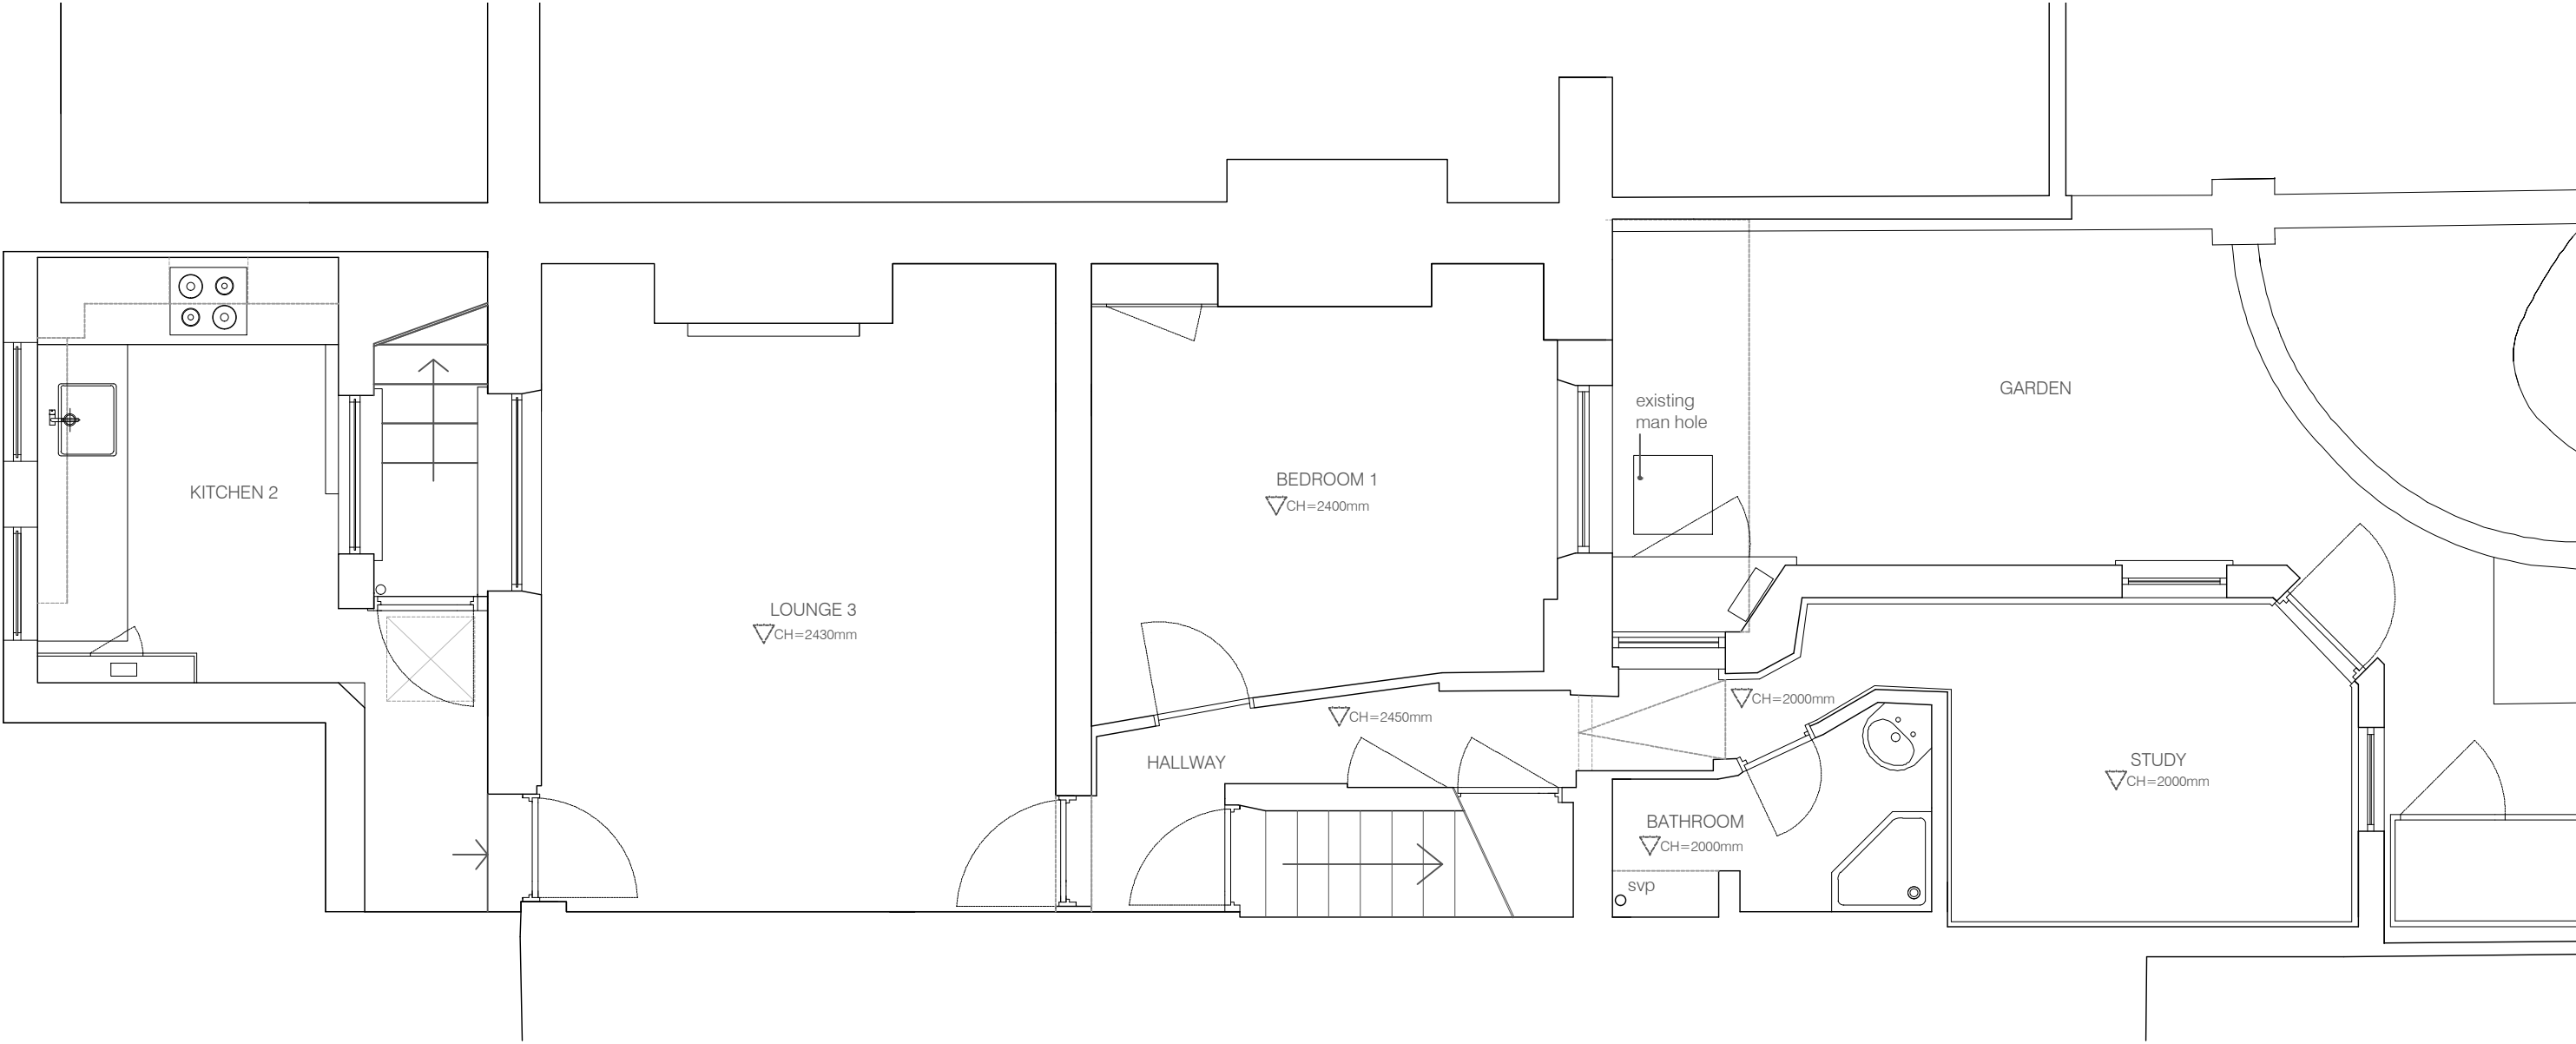 KITCHEN 2
LOUNGE 3
CH=2430mm
BEDROOM 1
CH=2400mm
existing
man hole
GARDEN
HALLWAY
CH=2450mm
CH=2000mm
BATHROOM
CH=2000mm
svp
STUDY
CH=2000mm